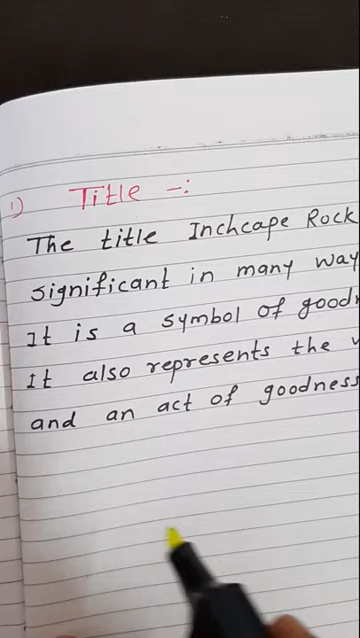 1) Title -:
The title Inchcape Rock
significant in many way
It is a symbol of good
It also represents the
and an act of goodness